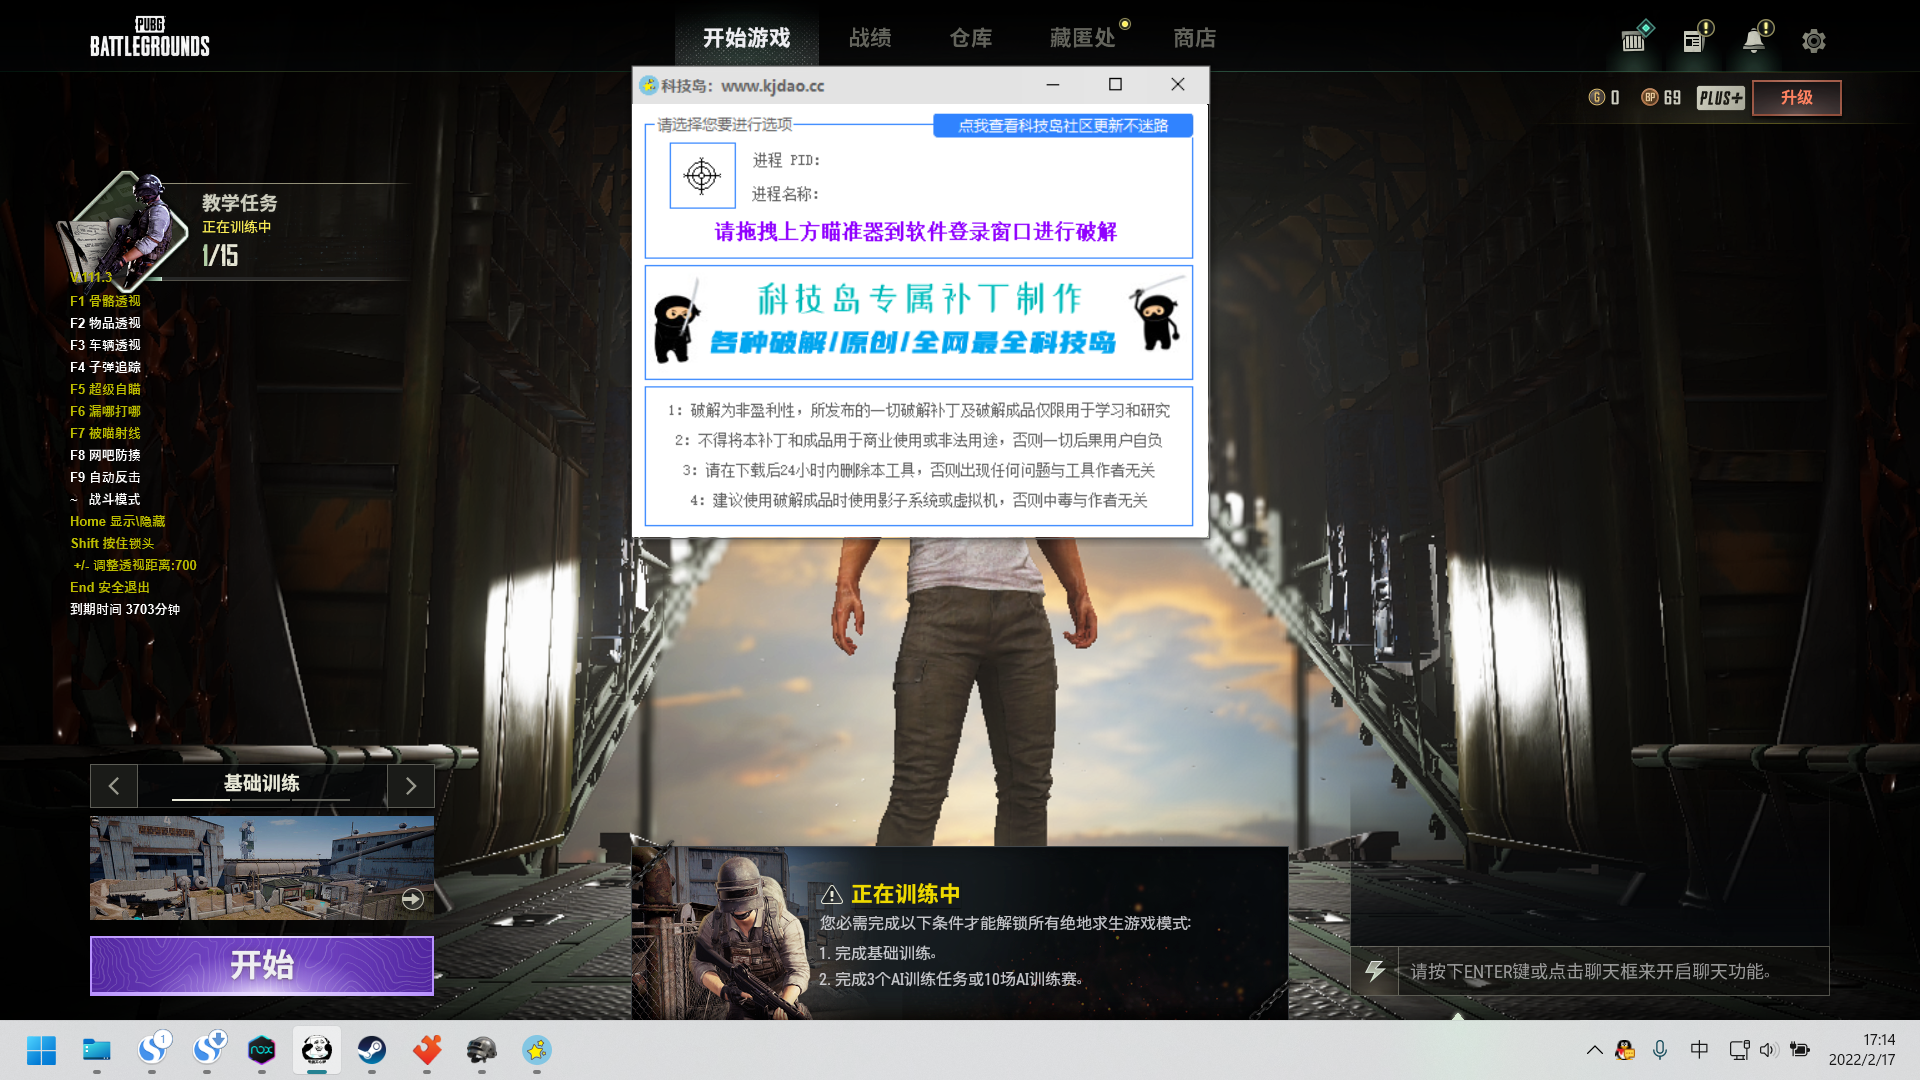 PUBG
BATTLEGROUNDS
开始游戏
战绩
仓库
藏匿处
商店
G 0
BP 69
PLUS+
升级
科技岛：www.kjdao.cc
请选择您要进行选项
点我查看科技岛社区更新不迷路
进程 PID:
进程名称:
请拖拽上方瞄准器到软件登录窗口进行破解
科技岛专属补丁制作
各种破解/原创/全网最全科技岛
1: 破解为非盈利性，所发布的一切破解补丁及破解成品仅限用于学习和研究
2: 不得将本补丁和成品用于商业使用或非法用途，否则一切后果用户自负
3: 请在下载后24小时内删除本工具，否则出现任何问题与工具作者无关
4: 建议使用破解成品时使用影子系统或虚拟机，否则中毒与作者无关
教学任务
正在训练中
1/15
V.111.3
F1 骨骼透视
F2 物品透视
F3 车辆透视
F4 子弹追踪
F5 超级自瞄
F6 漏哪打哪
F7 被喵射线
F8 网吧防揍
F9 自动反击
~ 战斗模式
Home 显示\隐藏
Shift 按住锁头
+/- 调整透视距离:700
End 安全退出
到期时间 3703分钟
基础训练
开始
正在训练中
您必需完成以下条件才能解锁所有绝地求生游戏模式:
1. 完成基础训练。
2. 完成3个AI训练任务或10场AI训练赛。
请按下ENTER键或点击聊天框来开启聊天功能。
1
nox
中
17:14
2022/2/17